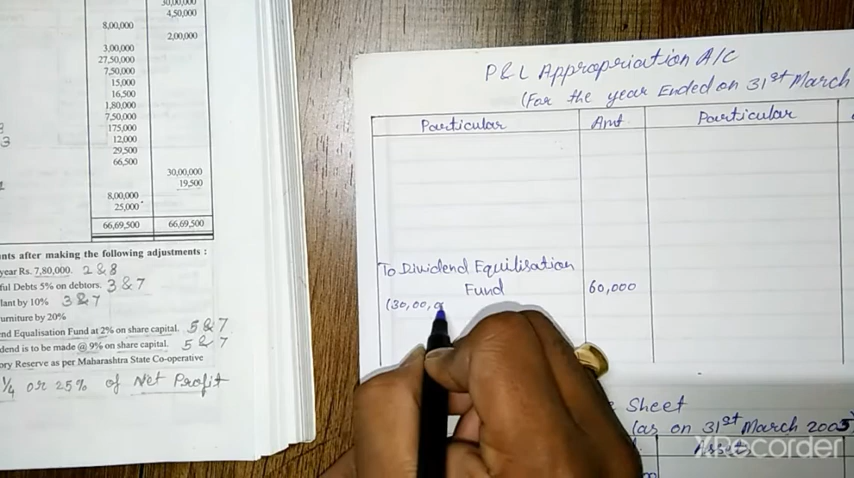 30,00,000
4,50,000
8,00,000
2,00,000
3,00,000
27,50,000
7,50,000
15,000
16,500
1,80,000
7,50,000
175,000
12,000
3
29,500
66,500
30,00,000
19,500
8,00,000
25,000
66,69,500 66,69,500
nts after making the following adjustments :
year Rs. 7,80,000. 2 & 8
ful Debts 5% on debtors. 3 & 7
lant by 10% 3 & 7
urniture by 20%
nd Equalisation Fund at 2% on share capital. 5 & 7
dend is to be made @ 9% on share capital. 5 & 7
ory Reserve as per Maharashtra State Co-operative
1/4 or 25% of Net Profit
P & L Appropriation A/C
(For the year Ended on 31st March
Particular Amt Particular
To Dividend Equilisation
Fund 60,000
(30,00,0
Sheet
(as on 31st March 2005)
Asset
XRecorder